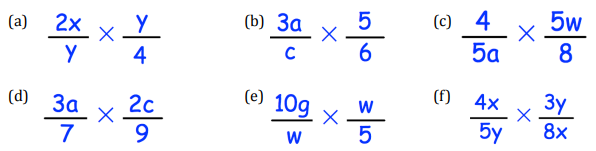 (a) 2x/y × y/4 (b) 3a/c × 5/6 (c) 4/5a × 5w/8
(d) 3a/7 × 2c/9 (e) 10g/w × w/5 (f) 4x/5y × 3y/8x